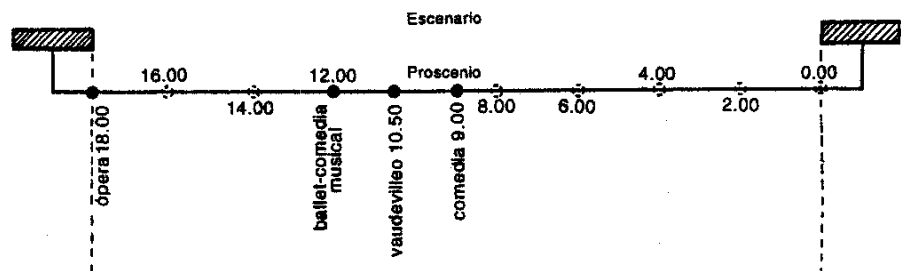 Escenario
Proscenio
16.00
12.00
4.00
0.00
14.00
8.00
6.00
2.00
ópera 18.00
ballet-comedia
musical
vaudevilleo 10.50
comedia 9.00